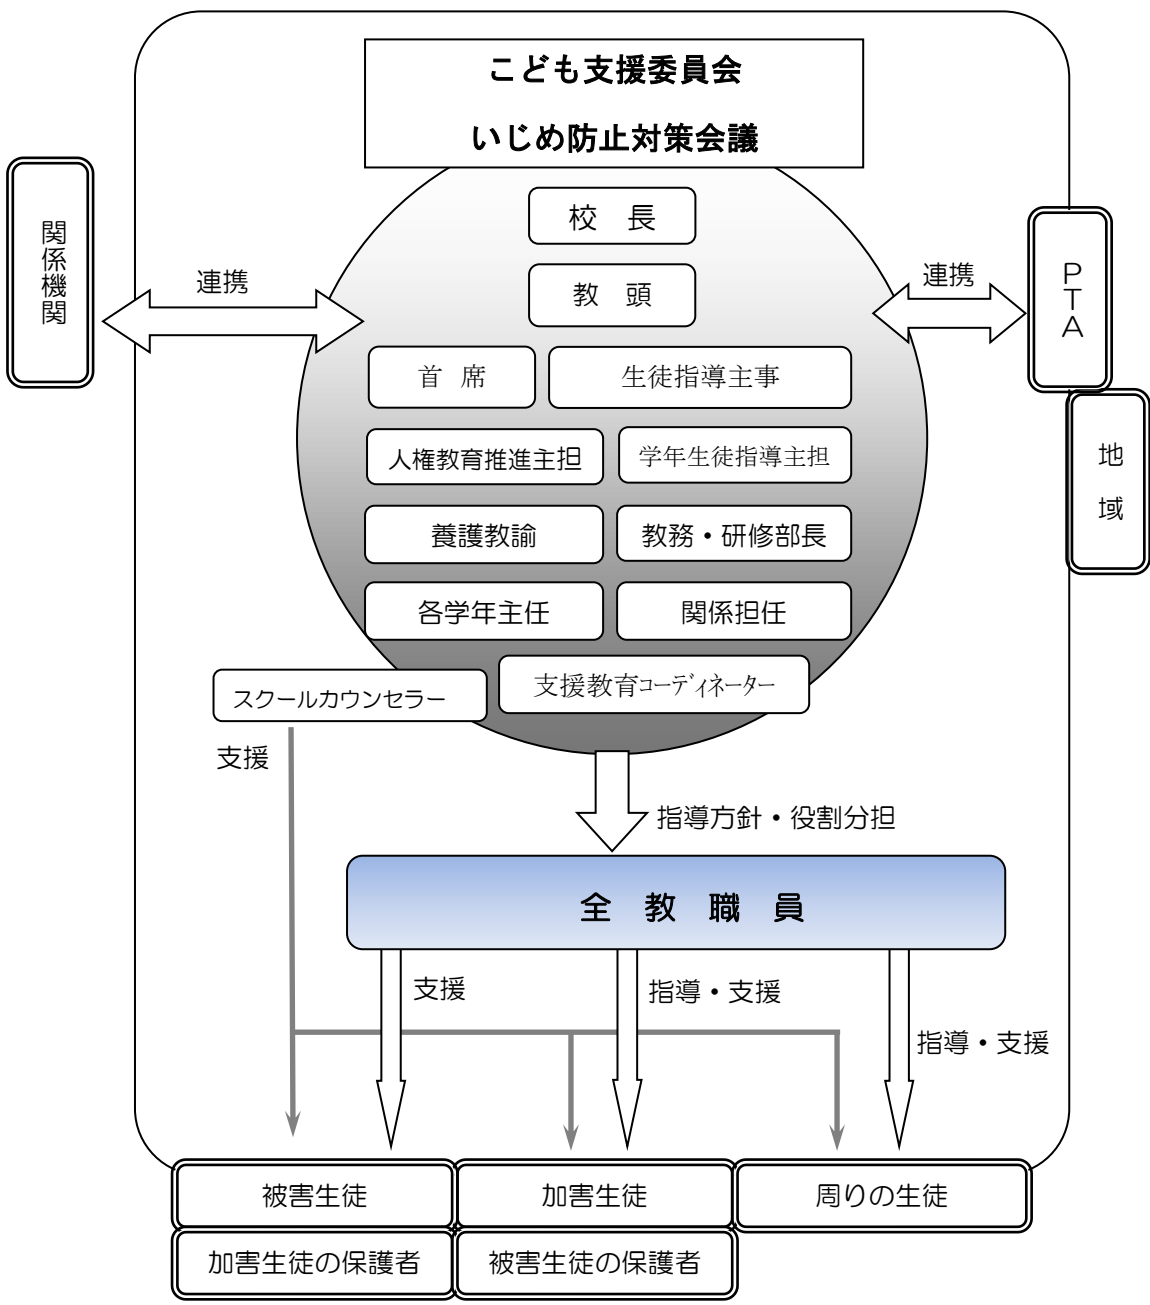 こども支援委員会
いじめ防止対策会議
関係機関
連携
校　長
教　頭
連携
PTA
首　席
生徒指導主事
人権教育推進主担
学年生徒指導主担
地　域
養護教諭
教務・研修部長
各学年主任
関係担任
スクールカウンセラー
支援教育コーディネーター
支援
指導方針・役割分担
全　教　職　員
支援
指導・支援
指導・支援
被害生徒
加害生徒
周りの生徒
加害生徒の保護者
被害生徒の保護者